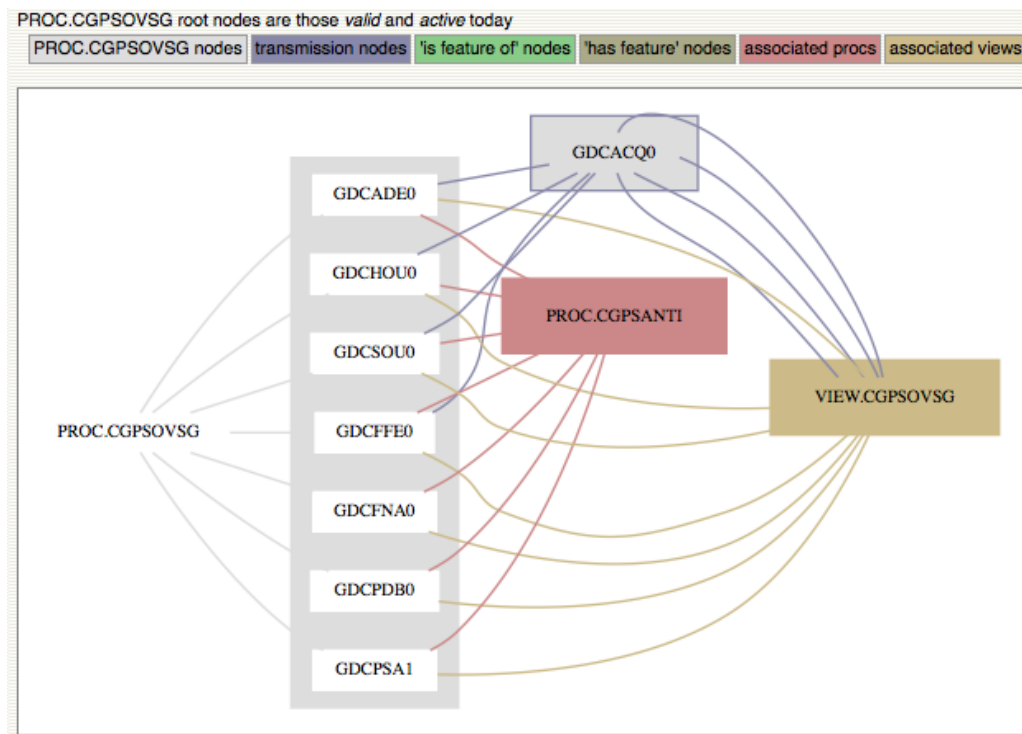 PROC.CGPSOVSG root nodes are those valid and active today
PROC.CGPSOVSG nodes transmission nodes 'is feature of' nodes 'has feature' nodes associated procs associated views
GDCACQ0
GDCADE0
GDCHOU0
PROC.CGPSANTI
GDCSOU0
VIEW.CGPSOVSG
PROC.CGPSOVSG
GDCFFE0
GDCFNA0
GDCPDB0
GDCPSA1